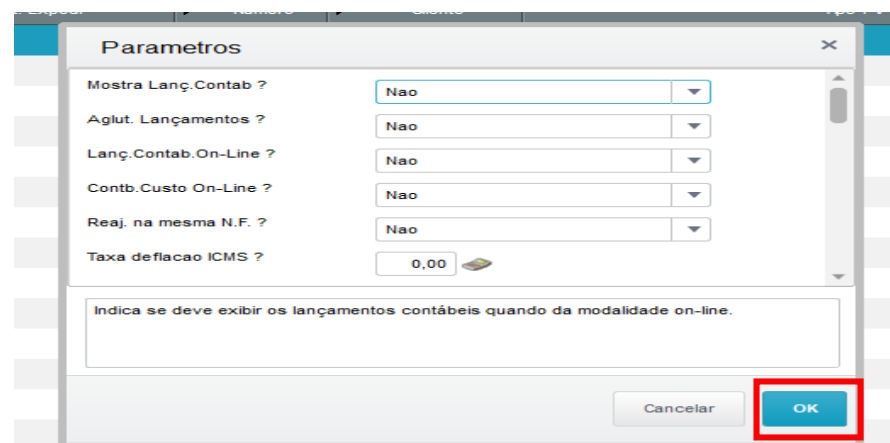 Numero
Cliente
Parametros ×
Mostra Lanç.Contab ? Nao
Aglut. Lançamentos ? Nao
Lanç.Contab.On-Line ? Nao
Contb.Custo On-Line ? Nao
Reaj. na mesma N.F. ? Nao
Taxa deflacao ICMS ? 0,00
Indica se deve exibir os lançamentos contábeis quando da modalidade on-line.
Cancelar OK